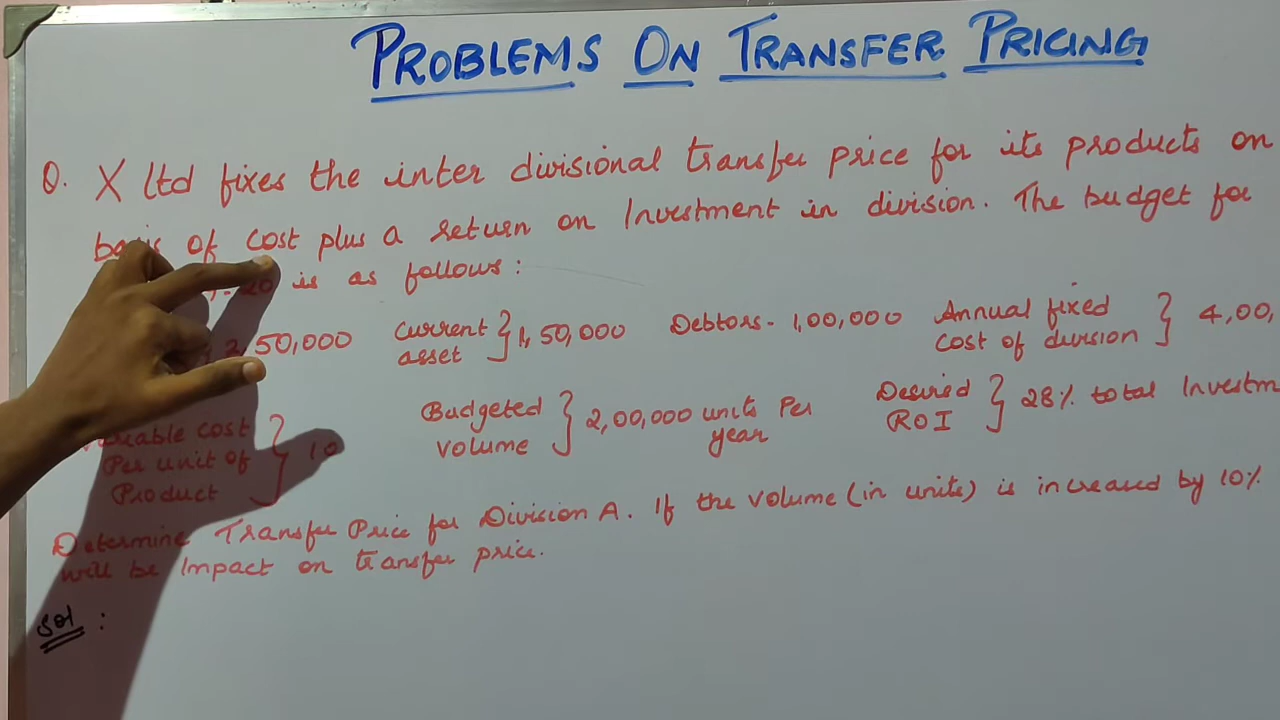 PROBLEMS ON TRANSFER PRICING
Q. X ltd fixes the inter divisional transfer price for its products on
basis of cost plus a return on Investment in division. The budget for
20 is as follows:
2,50,000 Current asset } 1,50,000 Debtors - 1,00,000 Annual fixed cost of division } 4,00,
Variable cost Per unit of Product } 10 Budgeted volume } 2,00,000 units Per year Desired ROI } 28% total Investm
Determine Transfer Price for Division A. If the volume (in units) is increased by 10%
will be Impact on transfer price.
Sol :